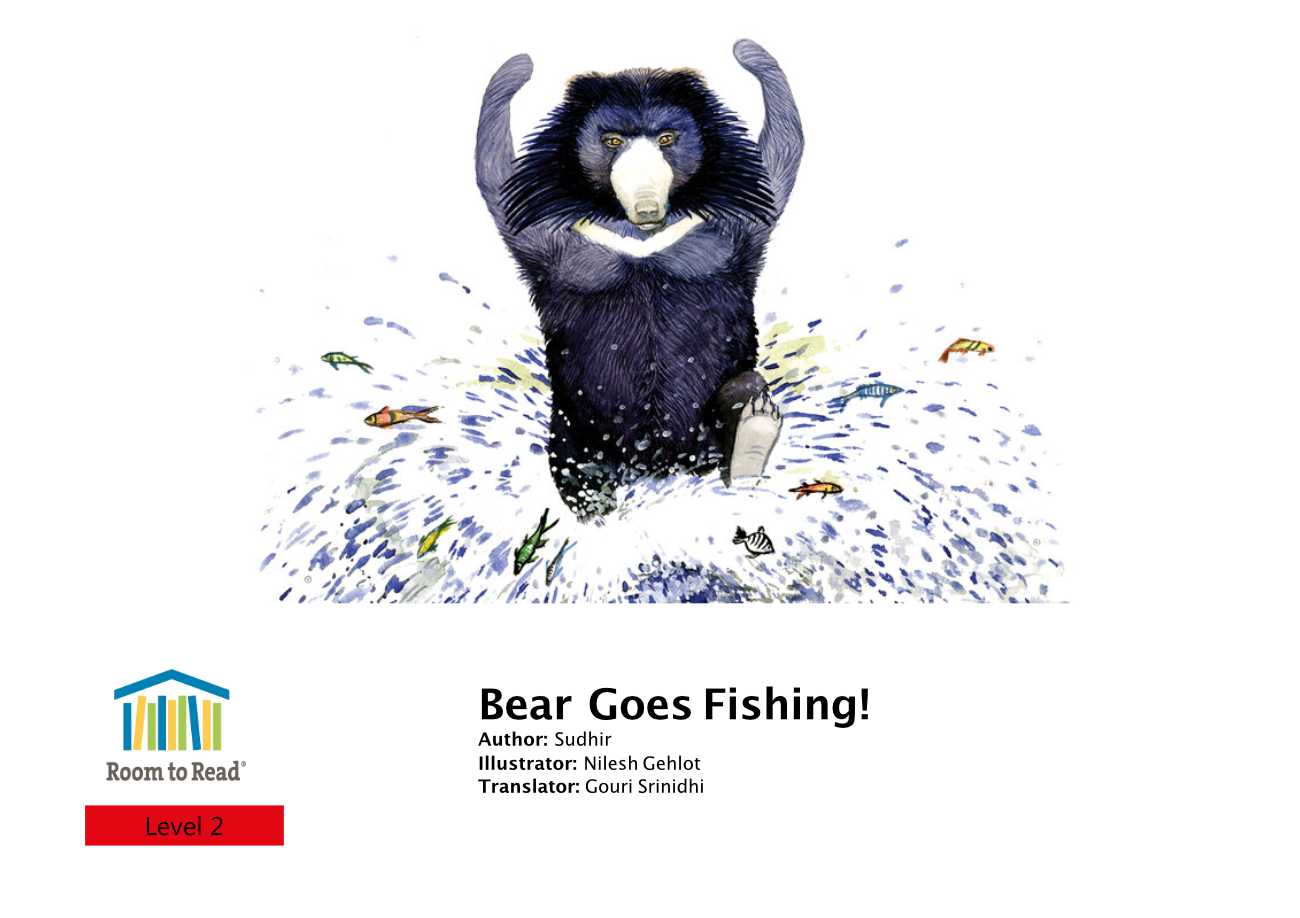 Room to Read®
Level 2
Bear Goes Fishing!
Author: Sudhir
Illustrator: Nilesh Gehlot
Translator: Gouri Srinidhi